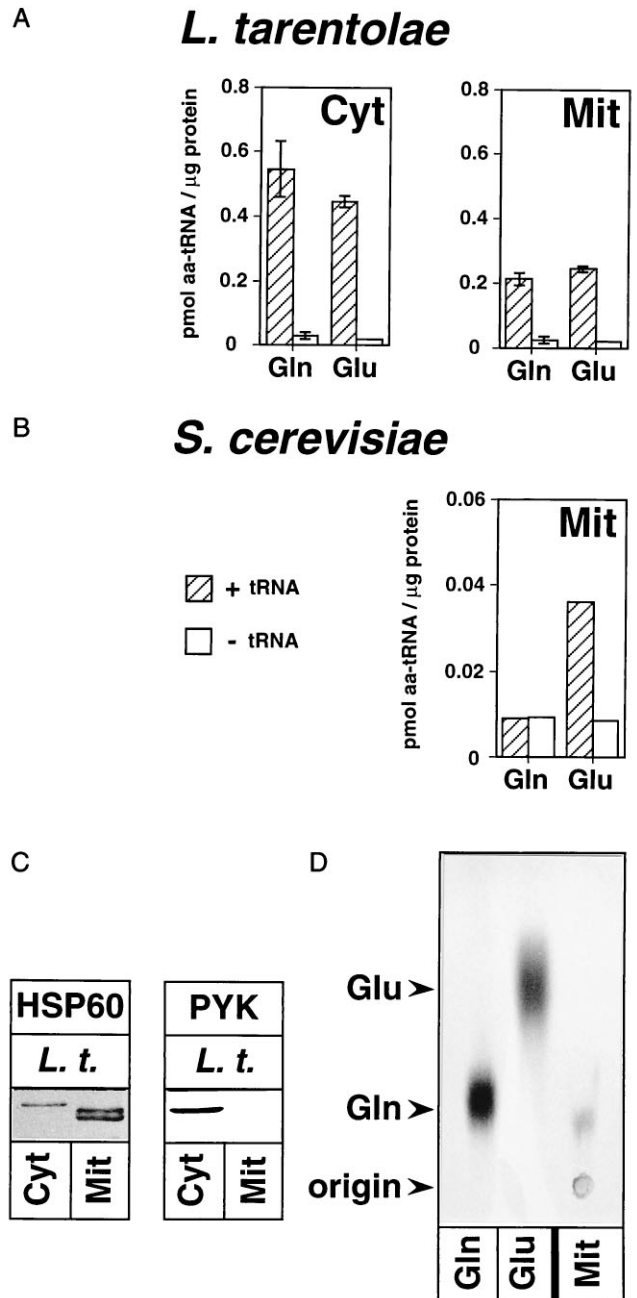 A
L. tarentolae
Cyt
Mit
pmol aa-tRNA / µg protein
0.8
0.6
0.4
0.2
0
Gln Glu
0.8
0.6
0.4
0.2
0
Gln Glu
B
S. cerevisiae
+ tRNA
- tRNA
Mit
pmol aa-tRNA / µg protein
0.06
0.04
0.02
0
Gln Glu
C
HSP60
L. t.
Cyt
Mit
PYK
L. t.
Cyt
Mit
D
Glu
Gln
origin
Gln
Glu
Mit